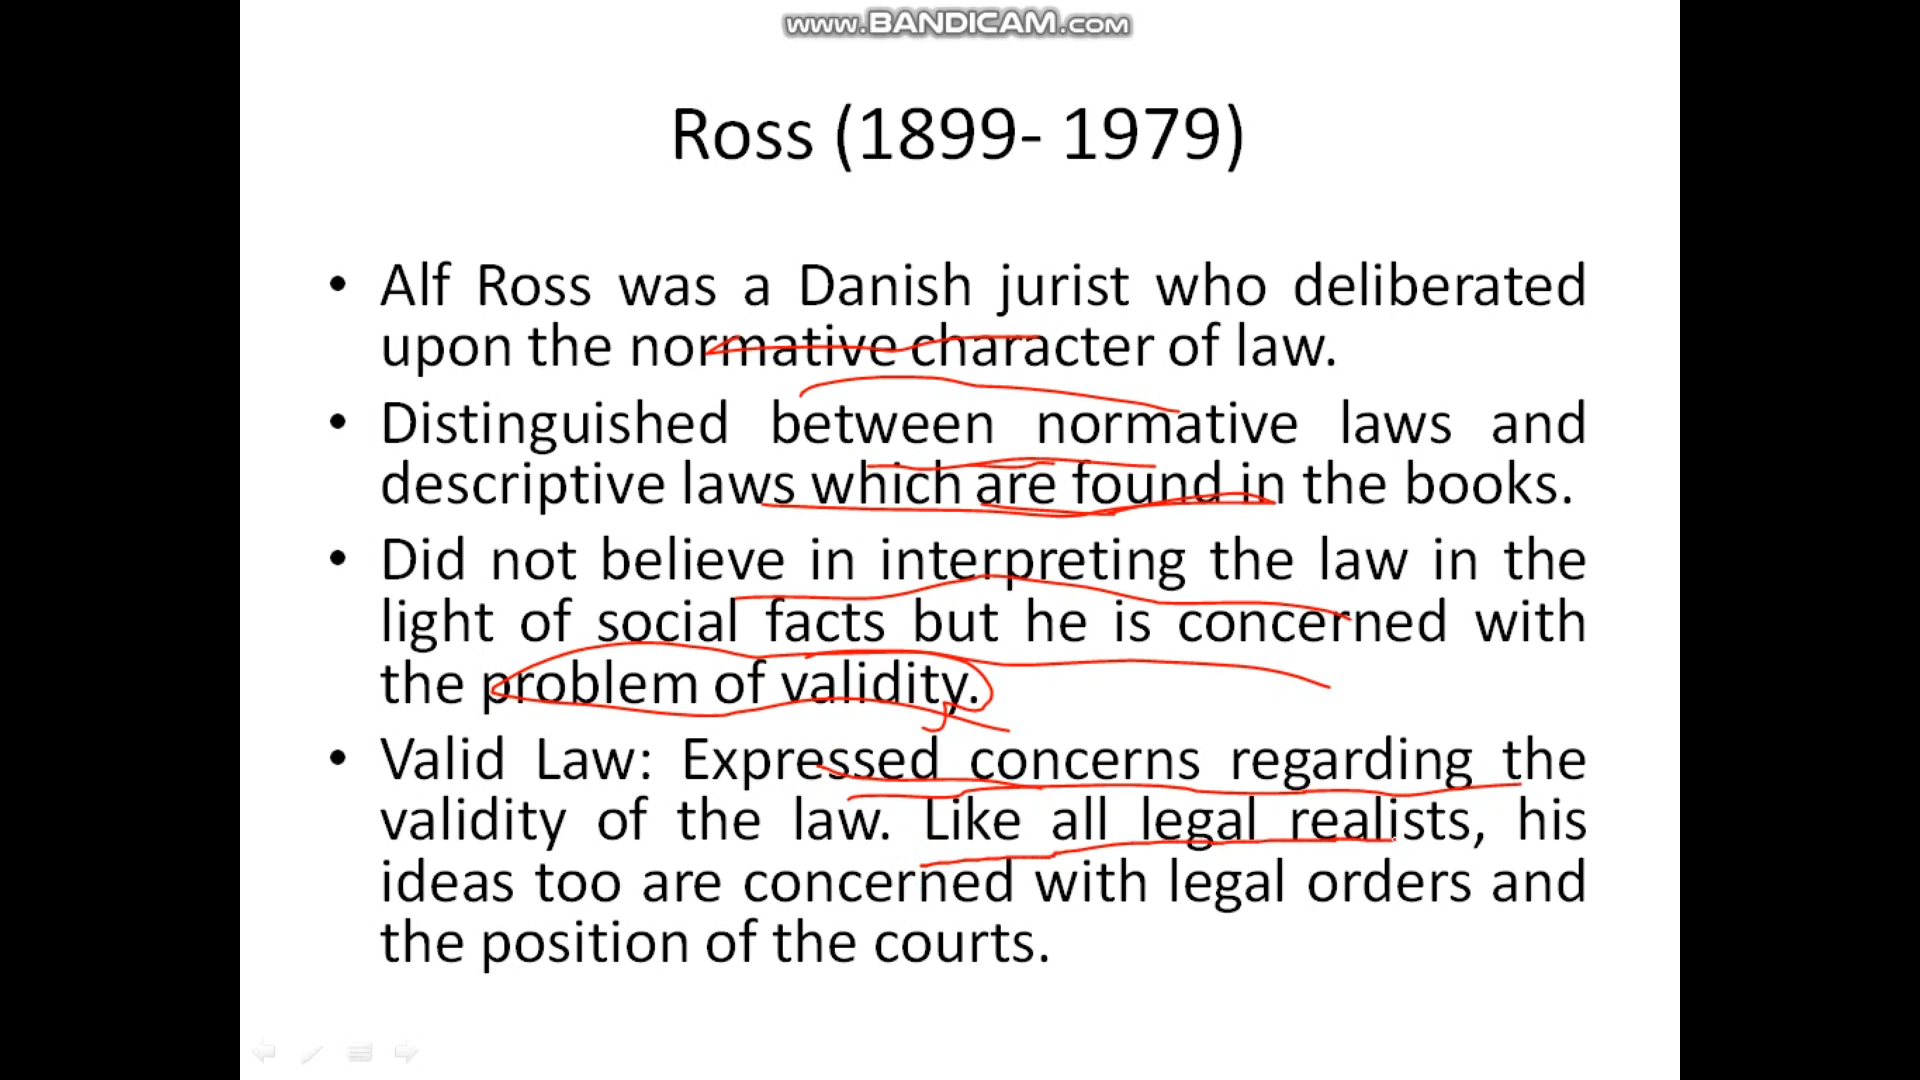 www.BANDICAM.com
Ross (1899- 1979)
• Alf Ross was a Danish jurist who deliberated
upon the normative character of law.
• Distinguished between normative laws and
descriptive laws which are found in the books.
• Did not believe in interpreting the law in the
light of social facts but he is concerned with
the problem of validity.
• Valid Law: Expressed concerns regarding the
validity of the law. Like all legal realists, his
ideas too are concerned with legal orders and
the position of the courts.